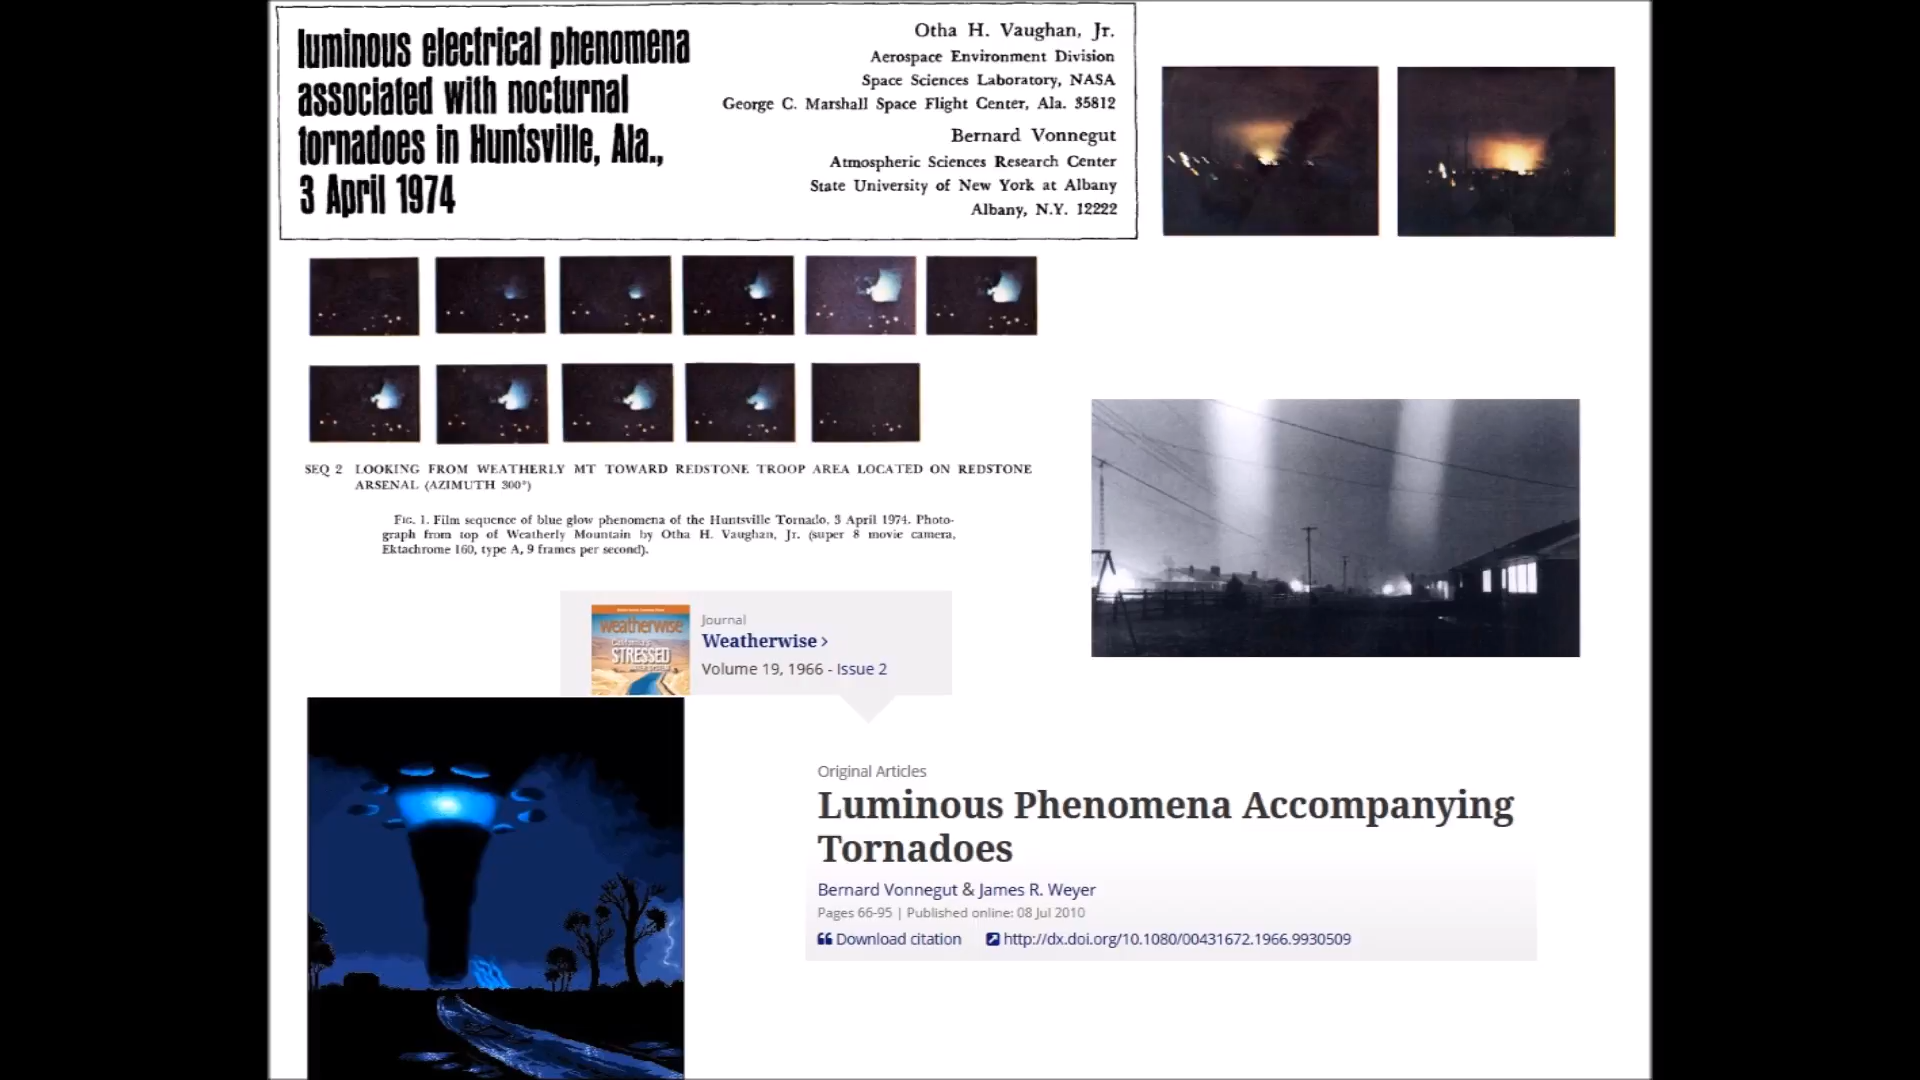 luminous electrical phenomena
associated with nocturnal
tornadoes in Huntsville, Ala.,
3 April 1974
Otha H. Vaughan, Jr.
Aerospace Environment Division
Space Sciences Laboratory, NASA
George C. Marshall Space Flight Center, Ala. 35812
Bernard Vonnegut
Atmospheric Sciences Research Center
State University of New York at Albany
Albany, N.Y. 12222
SEQ 2 LOOKING FROM WEATHERLY MT TOWARD REDSTONE TROOP AREA LOCATED ON REDSTONE
ARSENAL (AZIMUTH 300°)
FIG. 1. Film sequence of blue glow phenomena of the Huntsville Tornado, 3 April 1974. Photo-
graph from top of Weatherly Mountain by Otha H. Vaughan, Jr. (super 8 movie camera,
Ektachrome 160, type A, 9 frames per second).
weatherwise
STRESSED
Journal
Weatherwise ›
Volume 19, 1966 - Issue 2
Original Articles
Luminous Phenomena Accompanying
Tornadoes
Bernard Vonnegut & James R. Weyer
Pages 66-95 | Published online: 08 Jul 2010
Download citation http://dx.doi.org/10.1080/00431672.1966.9930509